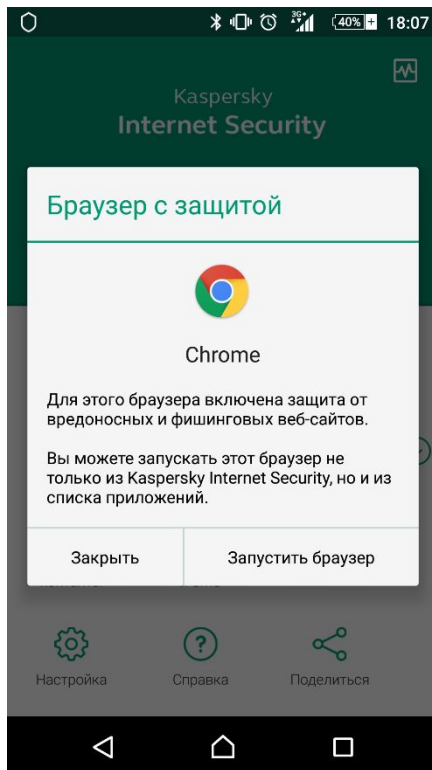 3G+
40%
18:07
Kaspersky
Internet Security
Браузер с защитой
Chrome
Для этого браузера включена защита от
вредоносных и фишинговых веб-сайтов.
Вы можете запускать этот браузер не
только из Kaspersky Internet Security, но и из
списка приложений.
Закрыть
Запустить браузер
Настройка
Справка
Поделиться